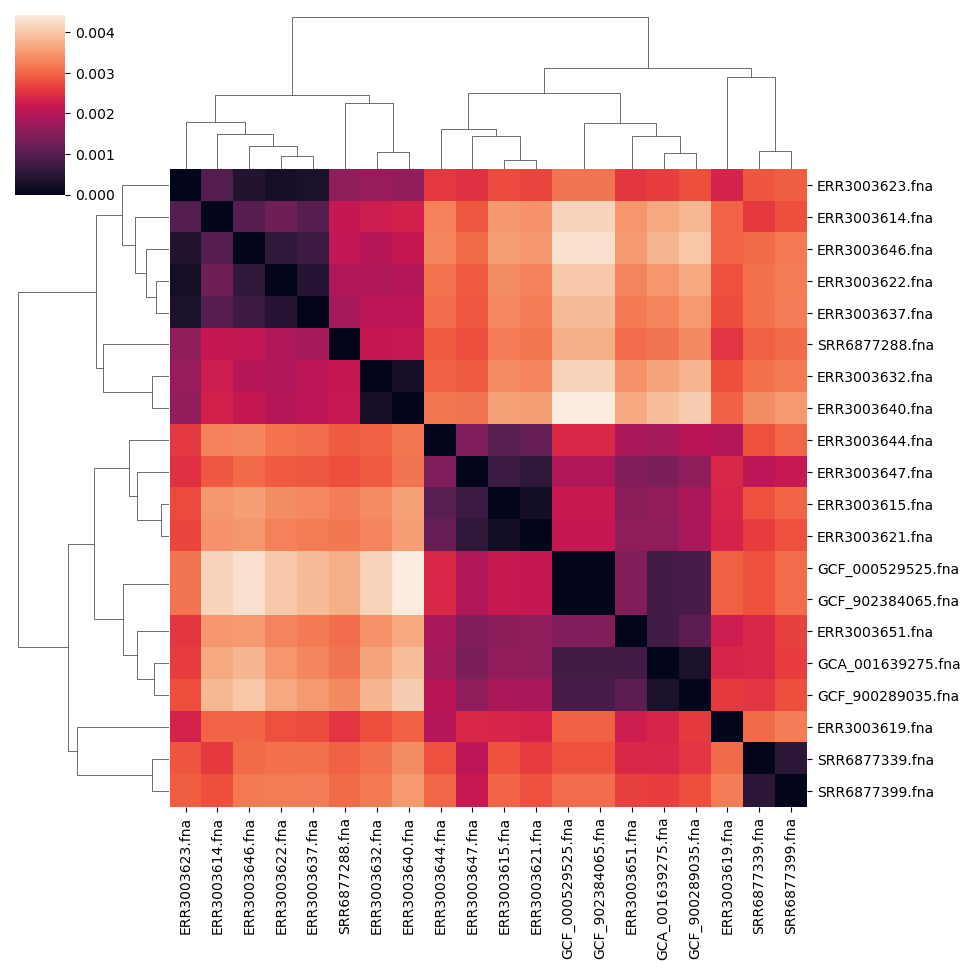 0.004
0.003
0.002
0.001
0.000
ERR3003623.fna
ERR3003614.fna
ERR3003646.fna
ERR3003622.fna
ERR3003637.fna
SRR6877288.fna
ERR3003632.fna
ERR3003640.fna
ERR3003644.fna
ERR3003647.fna
ERR3003615.fna
ERR3003621.fna
GCF_000529525.fna
GCF_902384065.fna
ERR3003651.fna
GCA_001639275.fna
GCF_900289035.fna
ERR3003619.fna
SRR6877339.fna
SRR6877399.fna
ERR3003623.fna
ERR3003614.fna
ERR3003646.fna
ERR3003622.fna
ERR3003637.fna
SRR6877288.fna
ERR3003632.fna
ERR3003640.fna
ERR3003644.fna
ERR3003647.fna
ERR3003615.fna
ERR3003621.fna
GCF_000529525.fna
GCF_902384065.fna
ERR3003651.fna
GCA_001639275.fna
GCF_900289035.fna
ERR3003619.fna
SRR6877339.fna
SRR6877399.fna